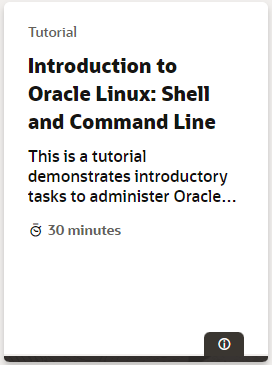 Tutorial
Introduction to
Oracle Linux: Shell
and Command Line
This is a tutorial
demonstrates introductory
tasks to administer Oracle...
30 minutes